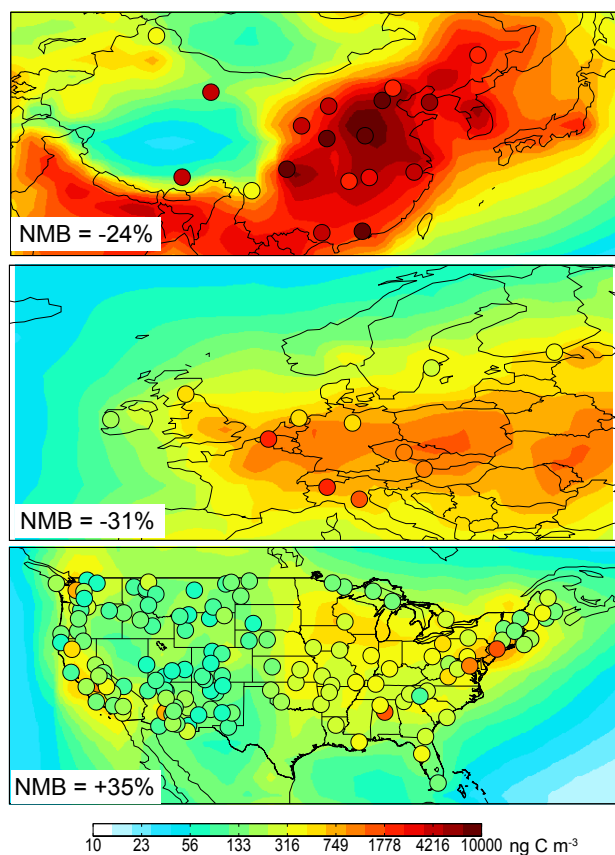 NMB = -24%
NMB = -31%
NMB = +35%
10 23 56 133 316 749 1778 4216 10000 ng C m⁻³